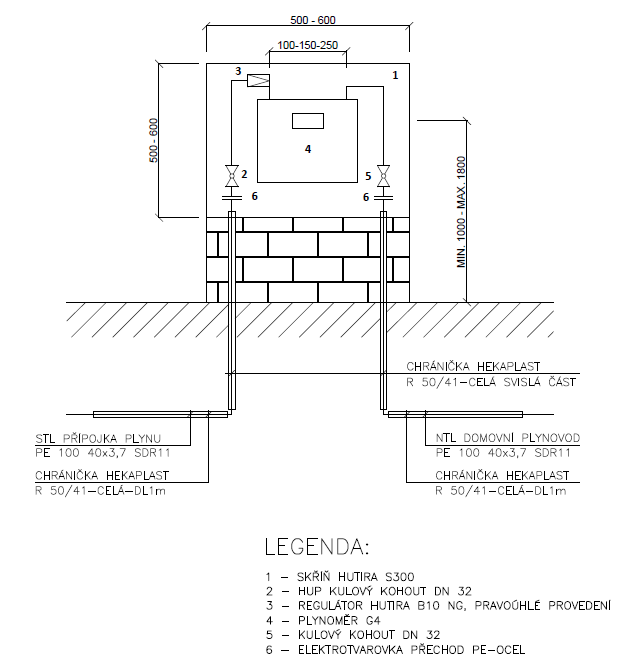 500 - 600
100-150-250
3
1
500 - 600
4
2
5
6
6
MIN. 1000 - MAX. 1800
CHRÁNIČKA HEKAPLAST
R 50/41-CELÁ SVISLÁ ČÁST
STL PŘÍPOJKA PLYNU
PE 100 40x3,7 SDR11
CHRÁNIČKA HEKAPLAST
R 50/41-CELÁ-DL1m
NTL DOMOVNÍ PLYNOVOD
PE 100 40x3,7 SDR11
CHRÁNIČKA HEKAPLAST
R 50/41-CELÁ-DL1m
LEGENDA:
1 - SKŘÍŇ HUTIRA S300
2 - HUP KULOVÝ KOHOUT DN 32
3 - REGULÁTOR HUTIRA B10 NG, PRAVOÚHLÉ PROVEDENÍ
4 - PLYNOMĚR G4
5 - KULOVÝ KOHOUT DN 32
6 - ELEKTROTVAROVKA PŘECHOD PE-OCEL